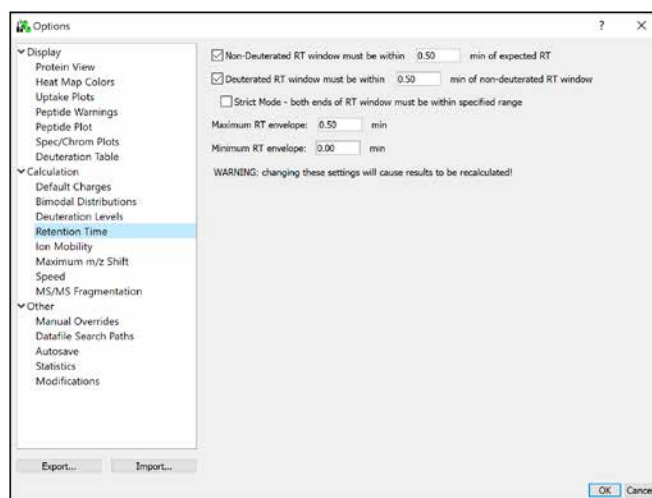 Options
? ×
Display
Protein View
Heat Map Colors
Uptake Plots
Peptide Warnings
Peptide Plot
Spec/Chrom Plots
Deuteration Table
Calculation
Default Charges
Bimodal Distributions
Deuteration Levels
Retention Time
Ion Mobility
Maximum m/z Shift
Speed
MS/MS Fragmentation
Other
Manual Overrides
Datafile Search Paths
Autosave
Statistics
Modifications
Export... Import...
Non-Deuterated RT window must be within 0.50 min of expected RT
Deuterated RT window must be within 0.50 min of non-deuterated RT window
Strict Mode - both ends of RT window must be within specified range
Maximum RT envelope: 0.50 min
Minimum RT envelope: 0.00 min
WARNING: changing these settings will cause results to be recalculated!
OK Cance